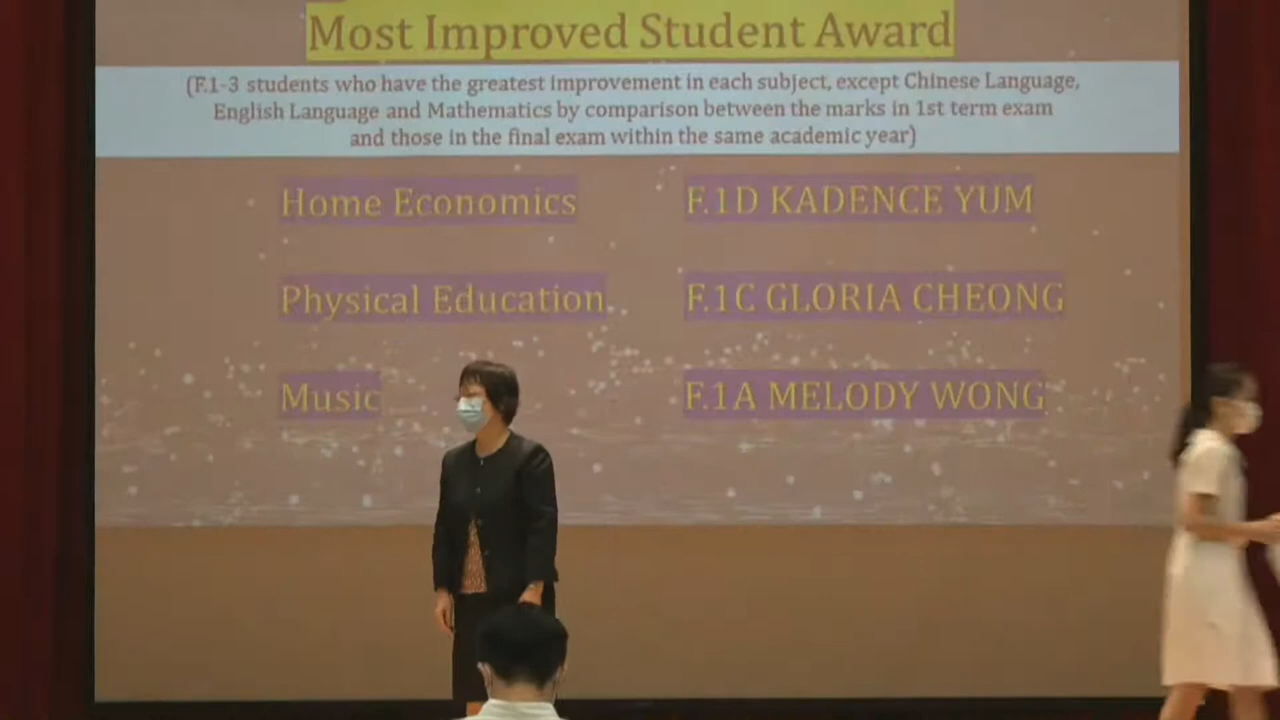 Most Improved Student Award
(F.1-3 students who have the greatest improvement in each subject, except Chinese Language,
English Language and Mathematics by comparison between the marks in 1st term exam
and those in the final exam within the same academic year)
Home Economics F.1D KADENCE YUM
Physical Education F.1C GLORIA CHEONG
Music F.1A MELODY WONG